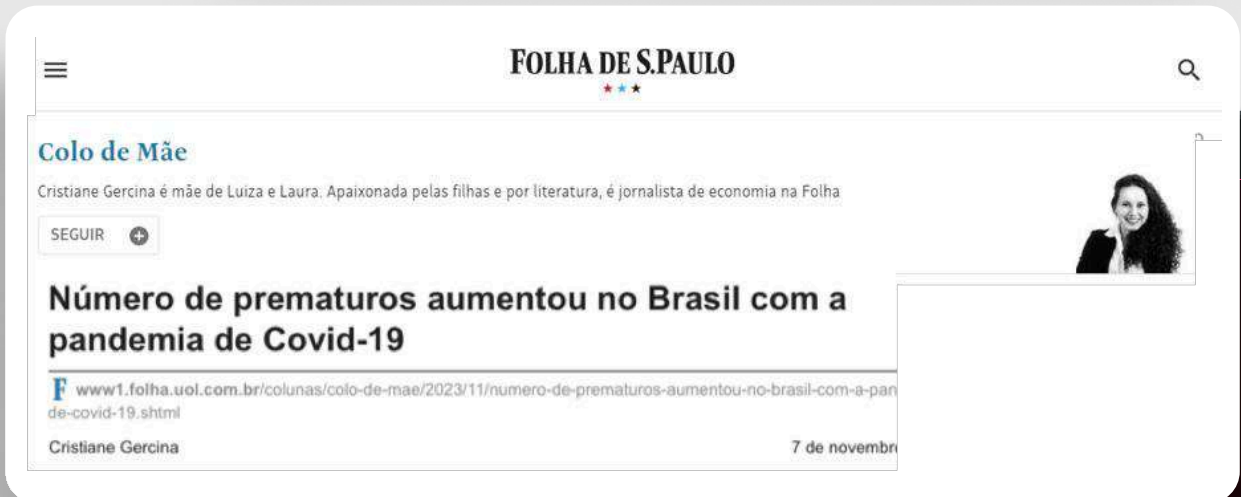 FOLHA DE S.PAULO
Colo de Mãe
Cristiane Gercina é mãe de Luiza e Laura. Apaixonada pelas filhas e por literatura, é jornalista de economia na Folha
SEGUIR
Número de prematuros aumentou no Brasil com a
pandemia de Covid-19
F www1.folha.uol.com.br/colunas/colo-de-mae/2023/11/numero-de-prematuros-aumentou-no-brasil-com-a-pan
de-covid-19.shtml
Cristiane Gercina 7 de novembr